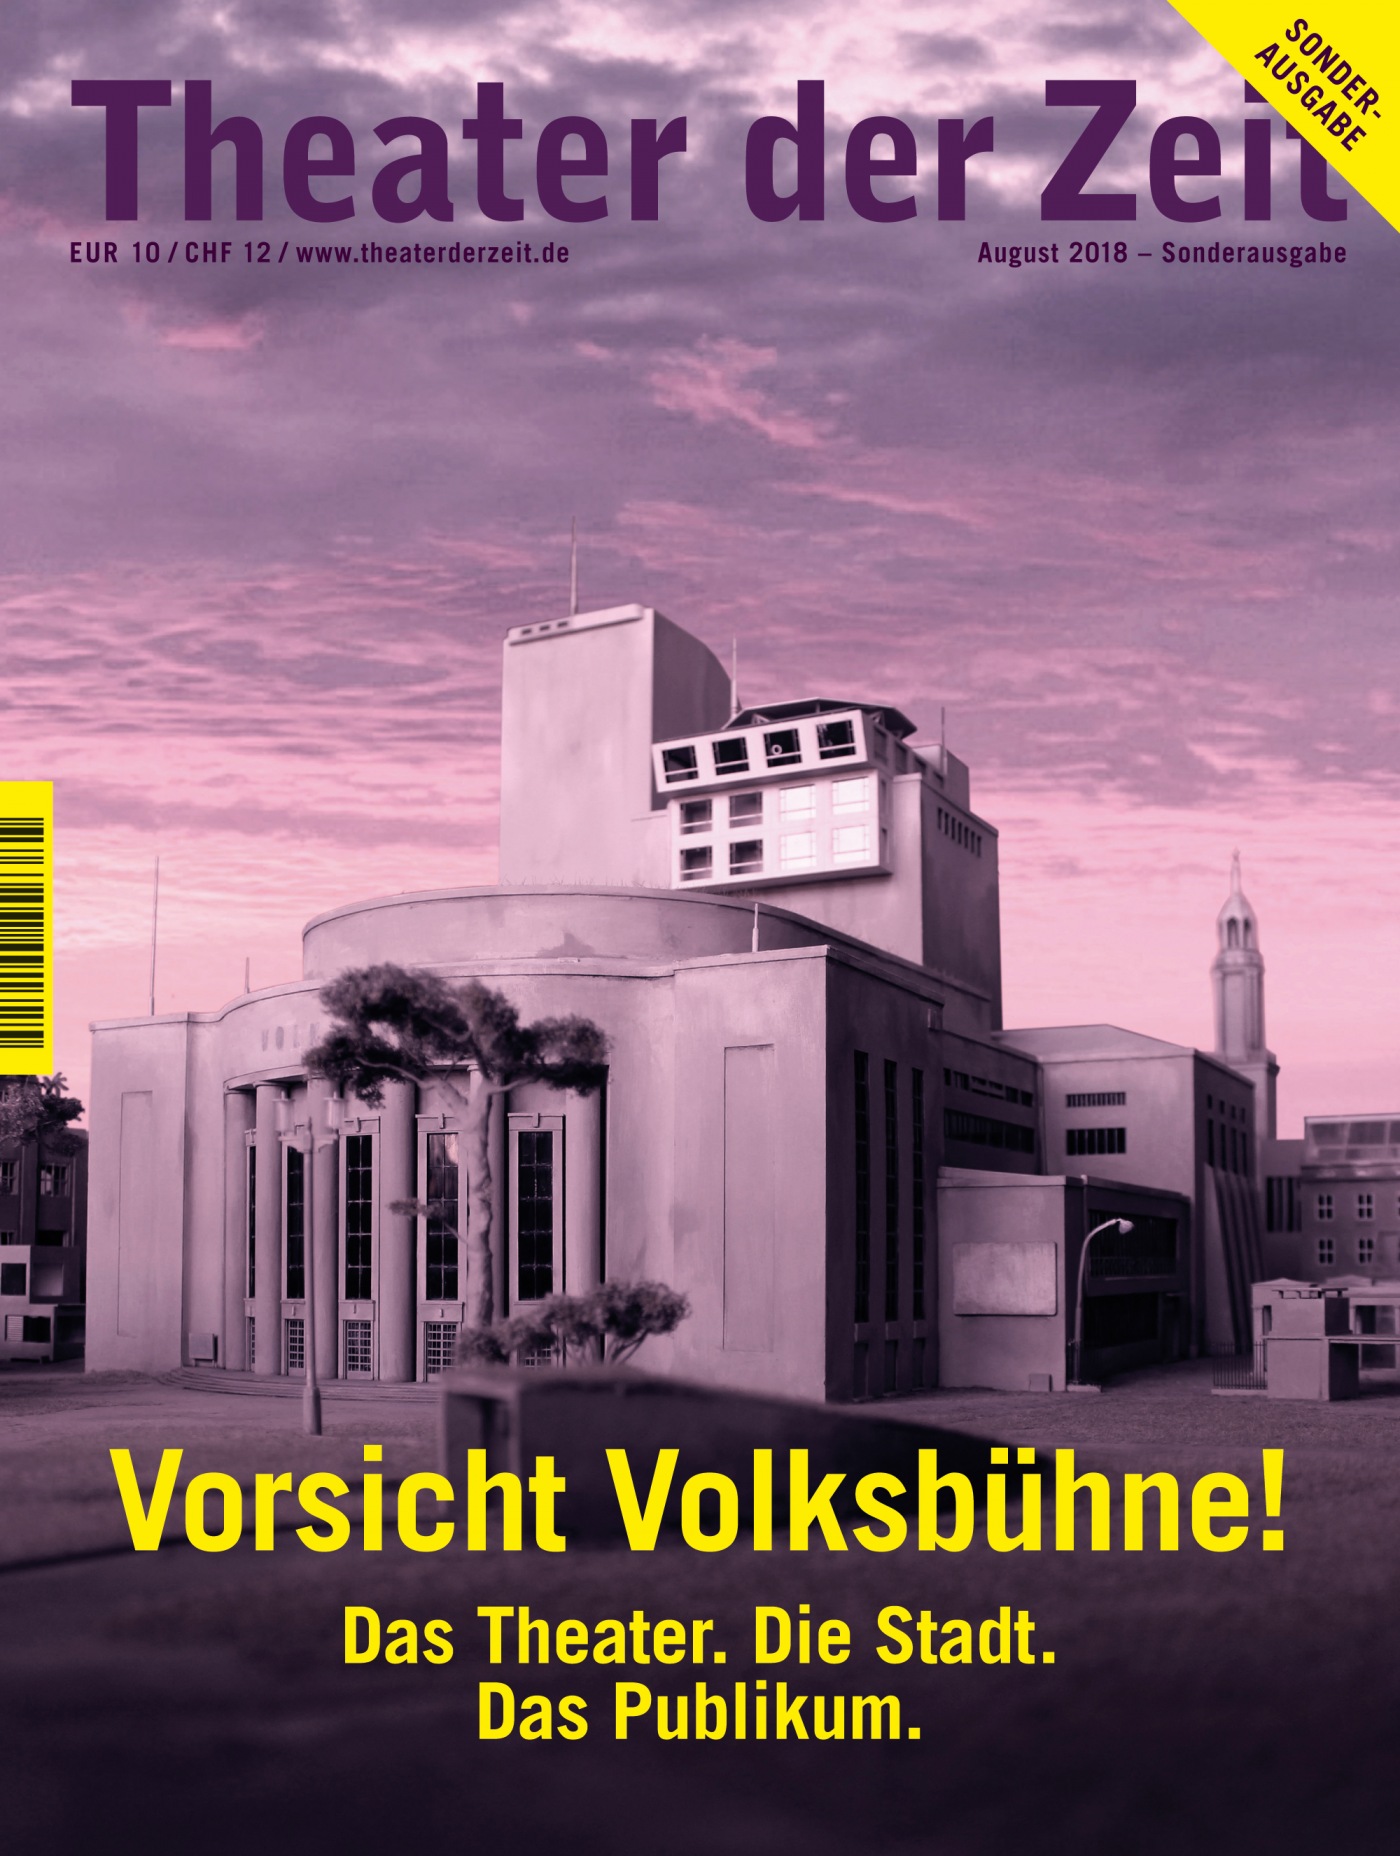 SONDER-
AUSGABE
Theater der Zeit
EUR 10 / CHF 12 / www.theaterderzeit.de
August 2018 – Sonderausgabe
VOL
Vorsicht Volksbühne!
Das Theater. Die Stadt.
Das Publikum.